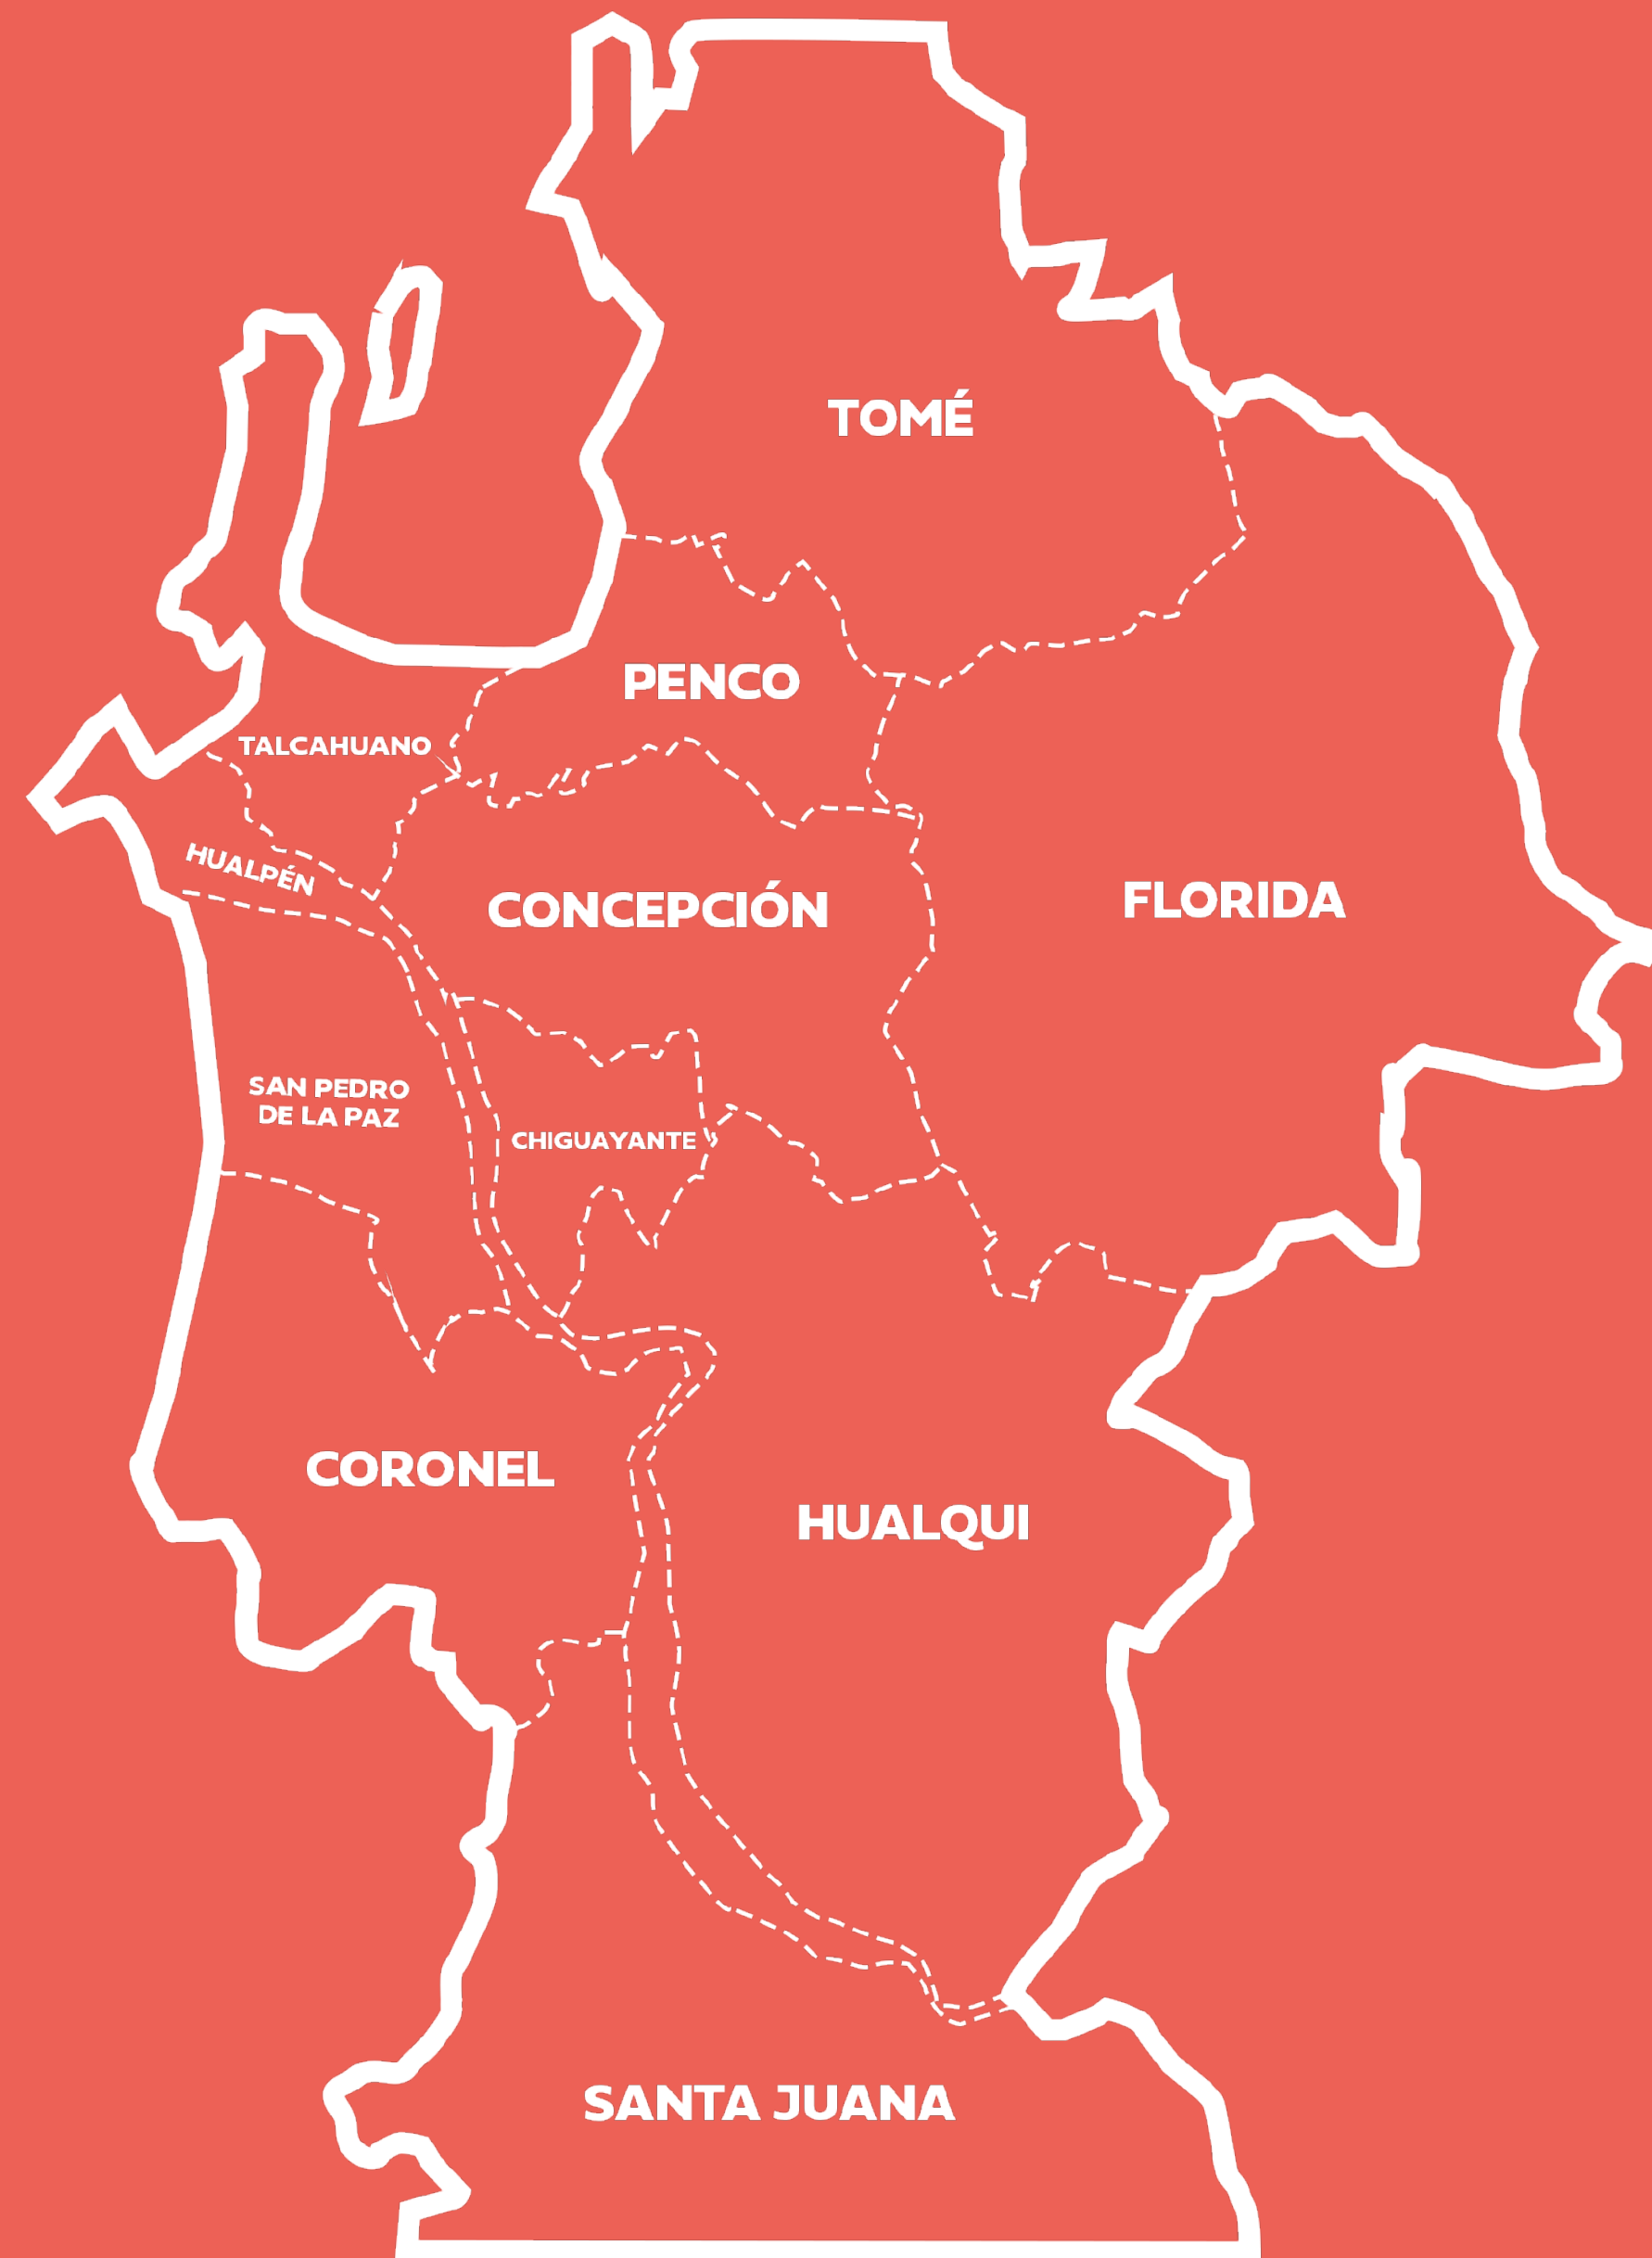 TOMÉ
PENCO
TALCAHUANO
HUALPÉN
CONCEPCIÓN
FLORIDA
SAN PEDRO
DE LA PAZ
CHIGUAYANTE
CORONEL
HUALQUI
SANTA JUANA